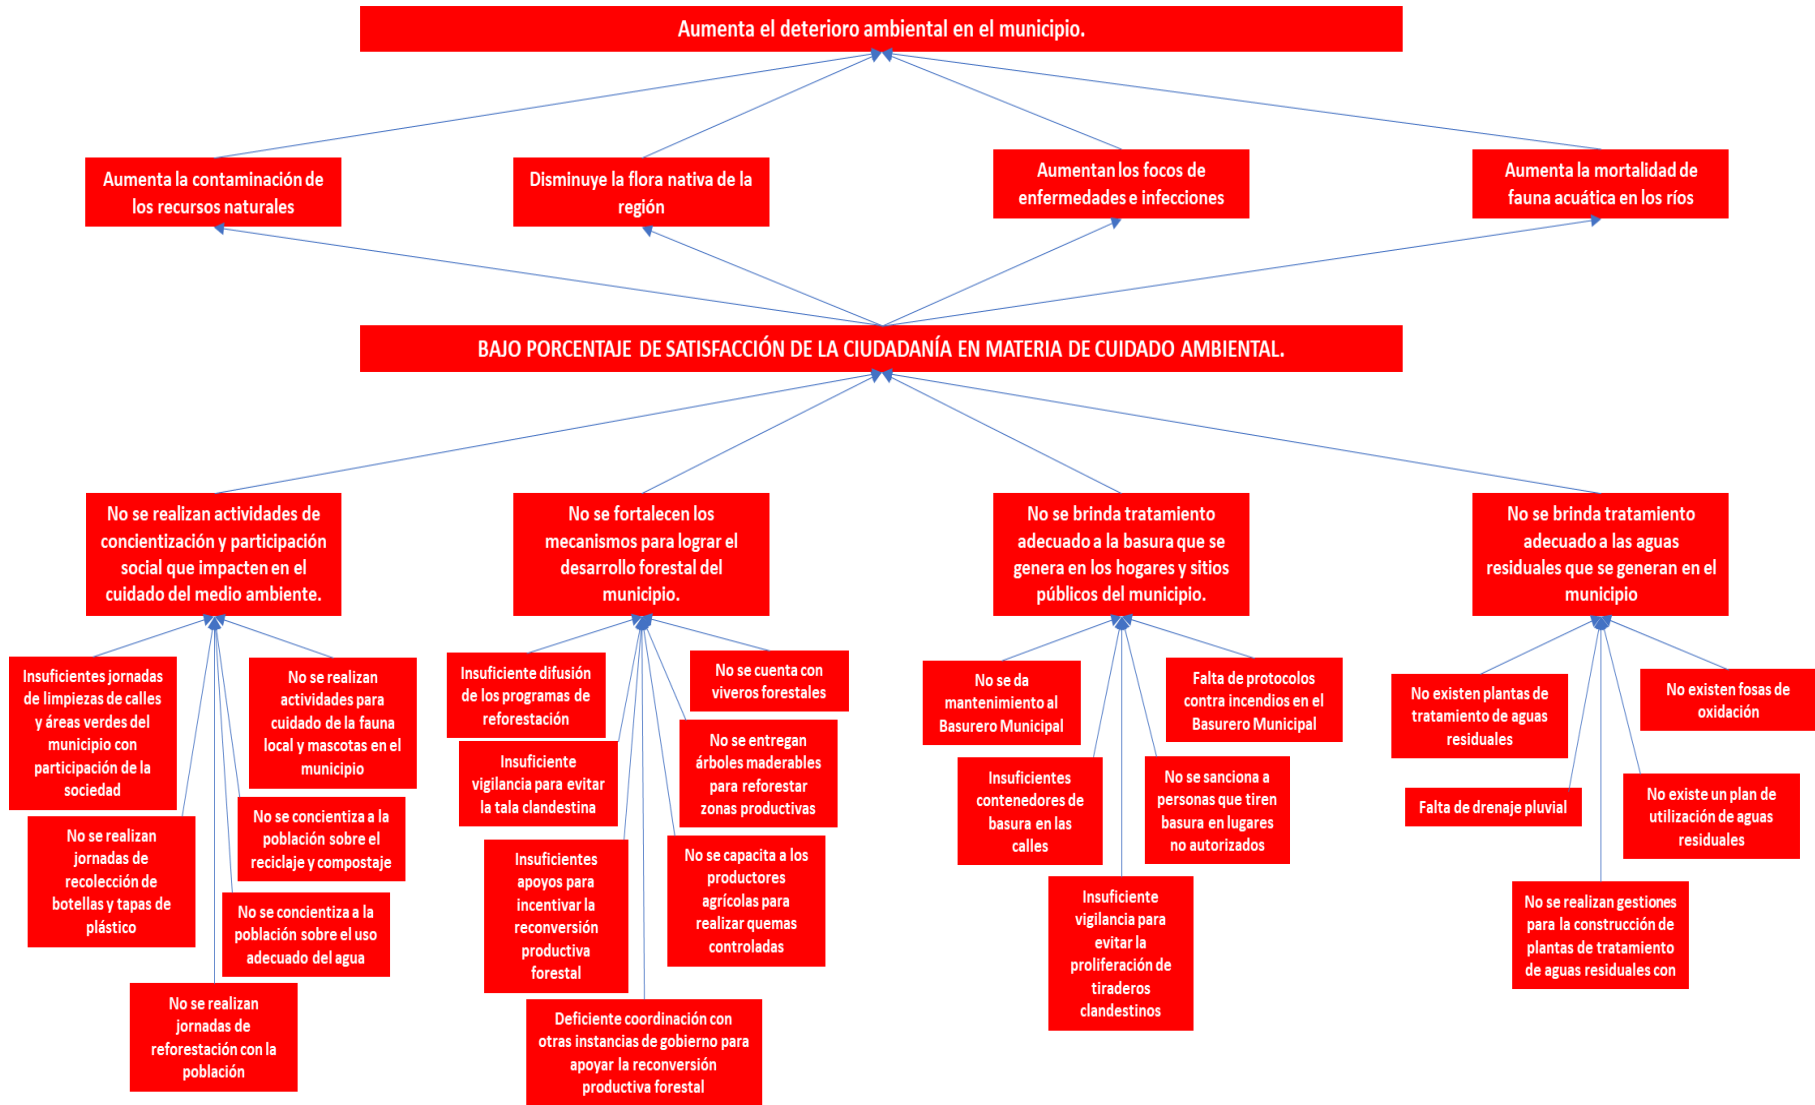 Aumenta el deterioro ambiental en el municipio.
Aumenta la contaminación de
los recursos naturales
Disminuye la flora nativa de la
región
Aumentan los focos de
enfermedades e infecciones
Aumenta la mortalidad de
fauna acuática en los ríos
BAJO PORCENTAJE DE SATISFACCIÓN DE LA CIUDADANÍA EN MATERIA DE CUIDADO AMBIENTAL.
No se realizan actividades de
concientización y participación
social que impacten en el
cuidado del medio ambiente.
No se fortalecen los
mecanismos para lograr el
desarrollo forestal del
municipio.
No se brinda tratamiento
adecuado a la basura que se
genera en los hogares y sitios
públicos del municipio.
No se brinda tratamiento
adecuado a las aguas
residuales que se generan en el
municipio
Insuficientes jornadas
de limpiezas de calles
y áreas verdes del
municipio con
participación de la
sociedad
No se realizan
actividades para
cuidado de la fauna
local y mascotas en el
municipio
No se realizan
jornadas de
recolección de
botellas y tapas de
plástico
No se concientiza a la
población sobre el
reciclaje y compostaje
No se concientiza a la
población sobre el uso
adecuado del agua
No se realizan
jornadas de
reforestación con la
población
Insuficiente difusión
de los programas de
reforestación
No se cuenta con
viveros forestales
Insuficiente
vigilancia para evitar
la tala clandestina
No se entregan
árboles maderables
para reforestar
zonas productivas
Insuficientes
apoyos para
incentivar la
reconversión
productiva
forestal
No se capacita a los
productores
agrícolas para
realizar quemas
controladas
Deficiente coordinación con
otras instancias de gobierno para
apoyar la reconversión
productiva forestal
No se da
mantenimiento al
Basurero Municipal
Falta de protocolos
contra incendios en el
Basurero Municipal
Insuficientes
contenedores de
basura en las
calles
No se sanciona a
personas que tiren
basura en lugares
no autorizados
Insuficiente
vigilancia para
evitar la
proliferación de
tiraderos
clandestinos
No existen plantas de
tratamiento de aguas
residuales
No existen fosas de
oxidación
Falta de drenaje pluvial
No existe un plan de
utilización de aguas
residuales
No se realizan gestiones
para la construcción de
plantas de tratamiento
de aguas residuales con